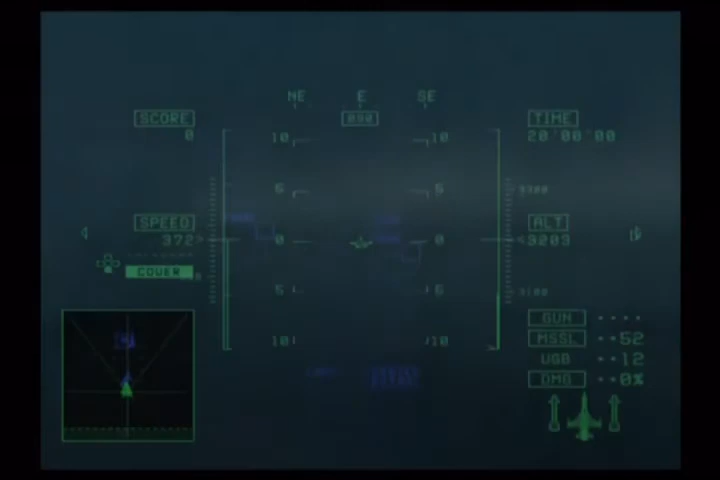 NE E SE
SCORE
0
TIME
20'00"00
10 10
5 5
SPEED
372
ALT
3203
0 0
COVER
5 5
10 10
GUN
MSSL 52
UGB 12
DMG 0%